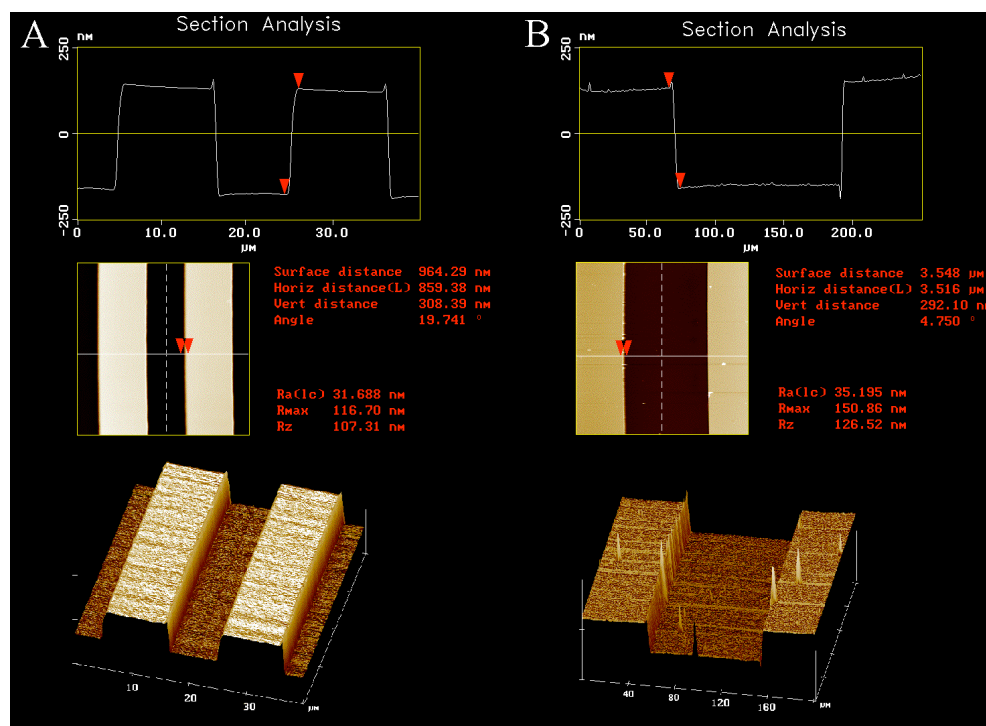 A
Section Analysis
nM
250
0
-250
0
10.0
20.0
30.0
µM
Surface distance 964.29 nM
Horiz distance(L) 859.38 nM
Vert distance 308.39 nM
Angle 19.741 °
Ra(lc) 31.688 nM
Rmax 116.70 nM
Rz 107.31 nM
10
20
30
µM
B
Section Analysis
nM
250
0
-250
0
50.0
100.0
150.0
200.0
µM
Surface distance 3.548 µM
Horiz distance(L) 3.516 µM
Vert distance 292.10 n
Angle 4.750 °
Ra(lc) 35.195 nM
Rmax 150.86 nM
Rz 126.52 nM
40
80
120
160
µM